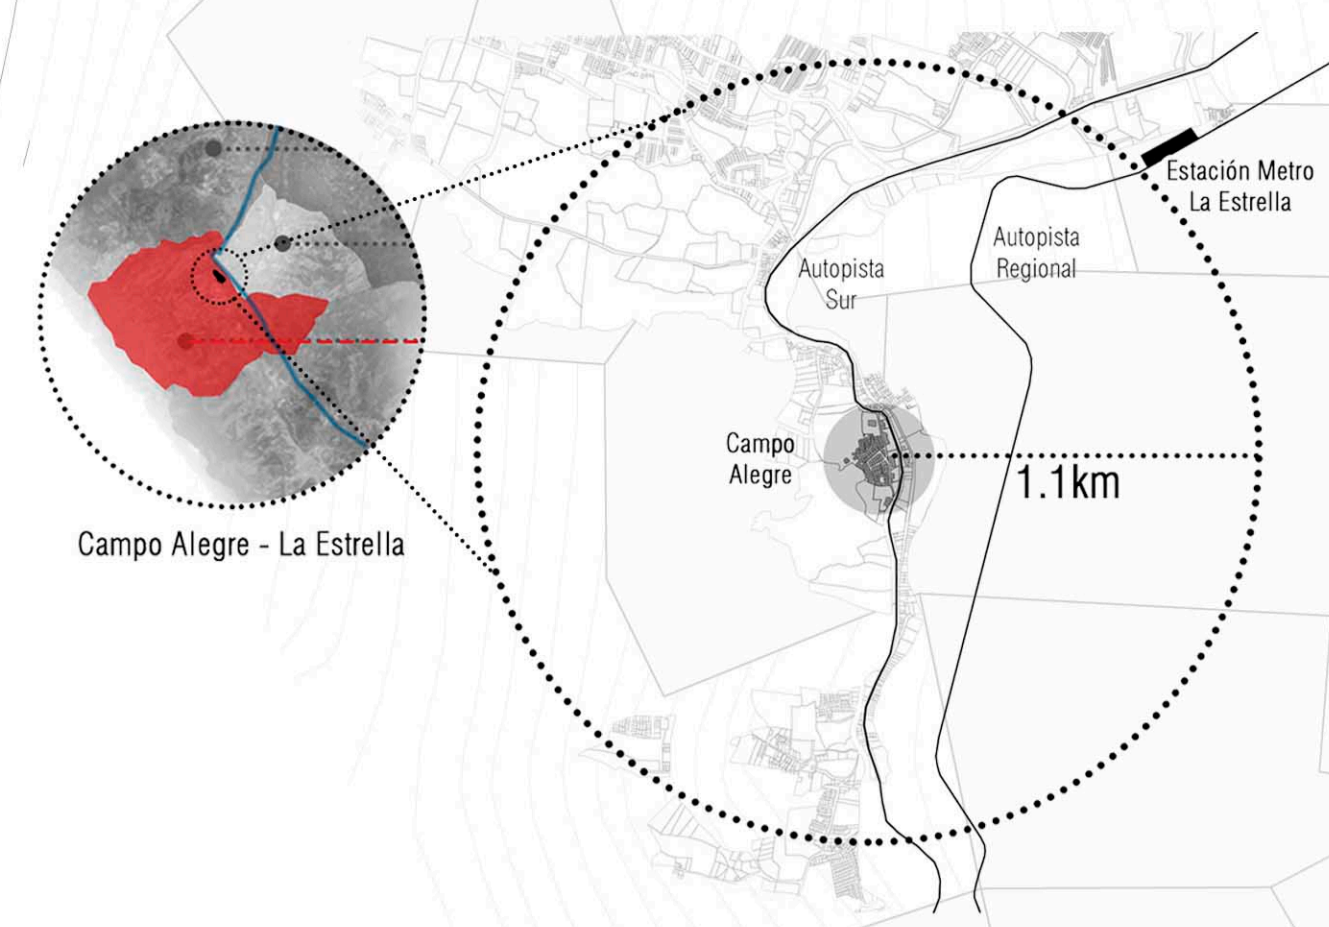 Estación Metro
La Estrella
Autopista
Regional
Autopista
Sur
Campo
Alegre
1.1km
Campo Alegre - La Estrella